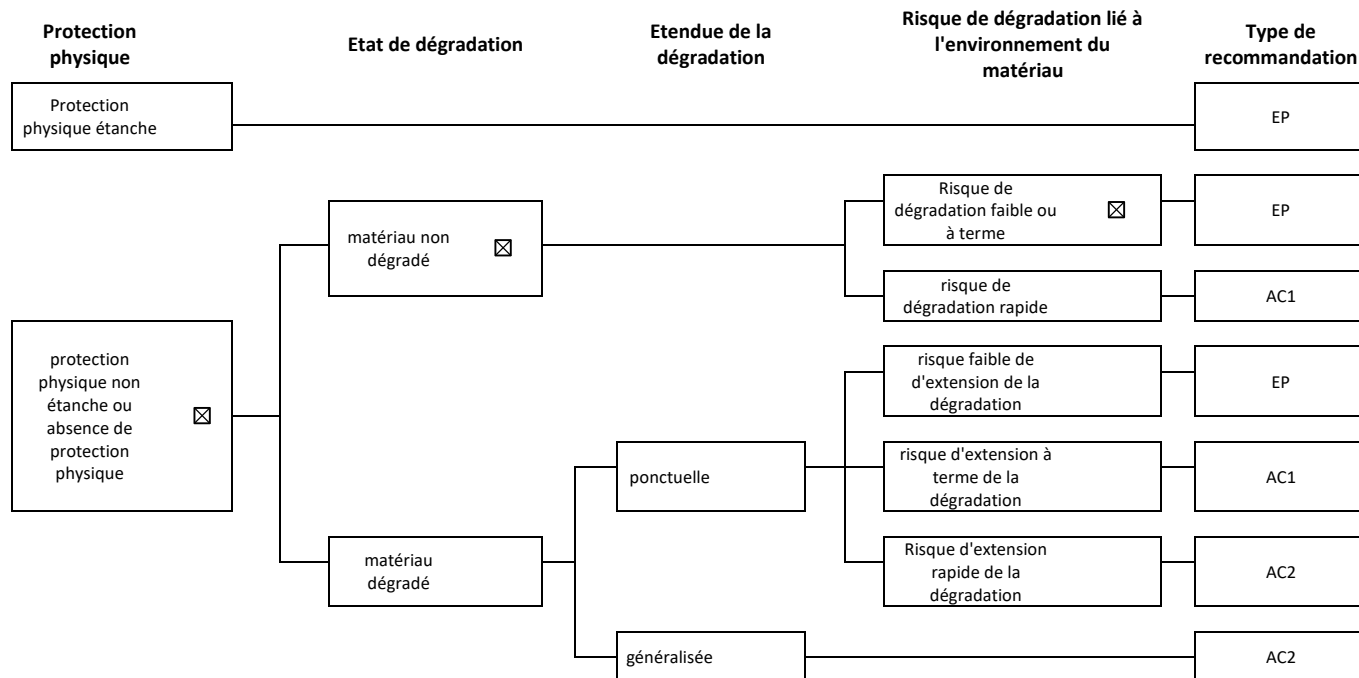 Protection
physique
Etat de dégradation
Etendue de la
dégradation
Risque de dégradation lié à
l'environnement du
matériau
Type de
recommandation
Protection
physique étanche
EP
matériau non
dégradé
Risque de
dégradation faible ou
à terme
EP
risque de
dégradation rapide
AC1
protection
physique non
étanche ou
absence de
protection
physique
risque faible de
d'extension de la
dégradation
EP
ponctuelle
risque d'extension à
terme de la
dégradation
AC1
matériau
dégradé
Risque d'extension
rapide de la
dégradation
AC2
généralisée
AC2